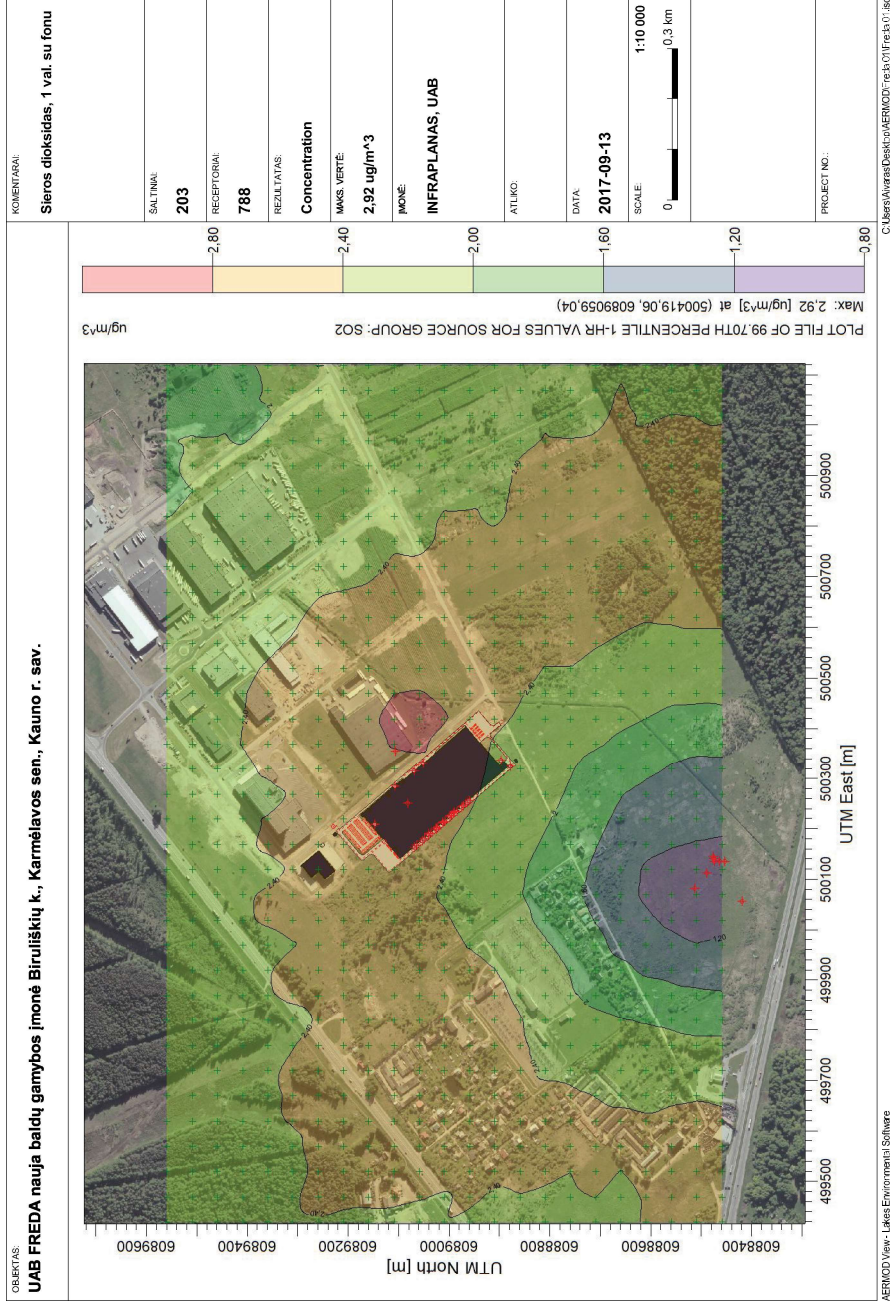 OBJEKTAS:
UAB FREDA nauja baldų gamybos įmonė Biruliškių k., Karmėlavos sen., Kauno r. sav.
UTM North [m]
6089600
6089400
6089200
6089000
6088800
6088600
6088400
499500
499700
499900
500100
500300
500500
500700
500900
UTM East [m]
PLOT FILE OF 99.70TH PERCENTILE 1-HR VALUES FOR SOURCE GROUP: SO2
ug/m^3
Max: 2,92 [ug/m^3] at (500419,06, 6089059,04)
0,80
1,20
1,60
2,00
2,40
2,80
KOMENTARAI:
Sieros dioksidas, 1 val. su fonu
ŠALTINIAI:
203
RECEPTORIAI:
788
REZULTATAS:
Concentration
MAKS. VERTĖ:
2,92 ug/m^3
ĮMONĖ:
INFRAPLANAS, UAB
ATLIKO:
DATA:
2017-09-13
SCALE:
1:10 000
0
0,3 km
PROJECT NO.:
AERMOD View - Lakes Environmental Software